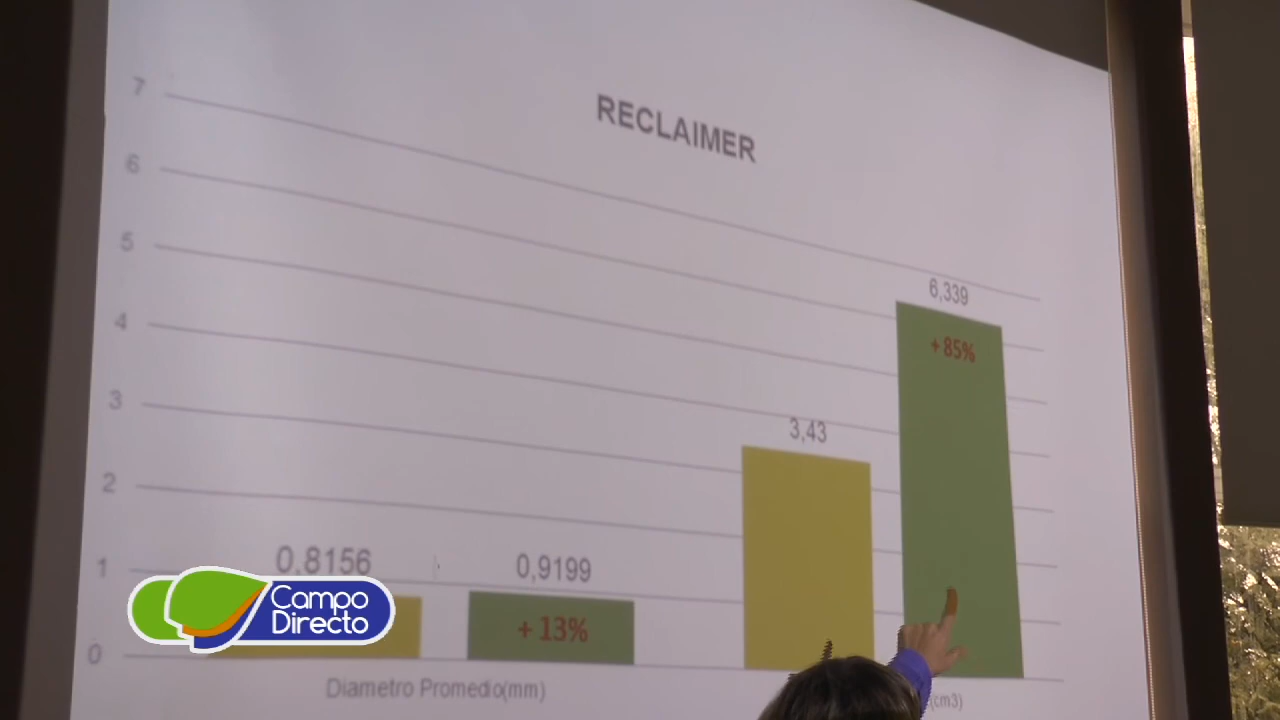 RECLAIMER
7
6
5
4
3
2
1
0
0,8156
0,9199
+ 13%
3,43
6,339
+ 85%
Diametro Promedio(mm)
(cm3)
Campo
Directo